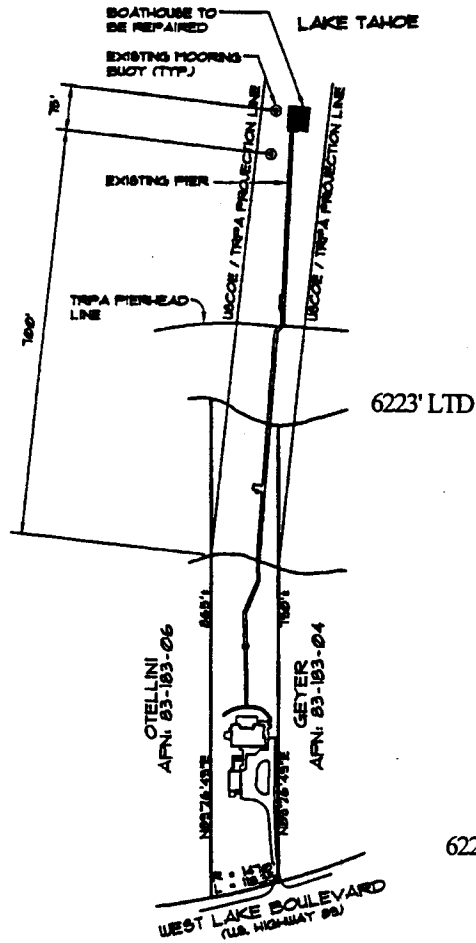 BOATHOUSE TO
BE REPAIRED
LAKE TAHOE
EXISTING MOORING
BUOY (TYP.)
75'
EXISTING PIER
USCOE / TRPA PROJECTION LINE
USCOE / TRPA PROJECTION LINE
TRPA PIERHEAD
LINE
700'
6223' LTD
OTELLINI
APN: 83-183-06
GEYER
APN: 83-183-04
622
WEST LAKE BOULEVARD
(U.S. HIGHWAY 89)